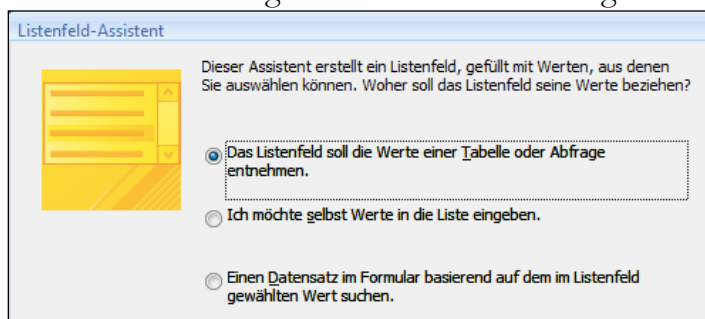 Listenfeld-Assistent
Dieser Assistent erstellt ein Listenfeld, gefüllt mit Werten, aus denen
Sie auswählen können. Woher soll das Listenfeld seine Werte beziehen?
Das Listenfeld soll die Werte einer Tabelle oder Abfrage
entnehmen.
Ich möchte selbst Werte in die Liste eingeben.
Einen Datensatz im Formular basierend auf dem im Listenfeld
gewählten Wert suchen.